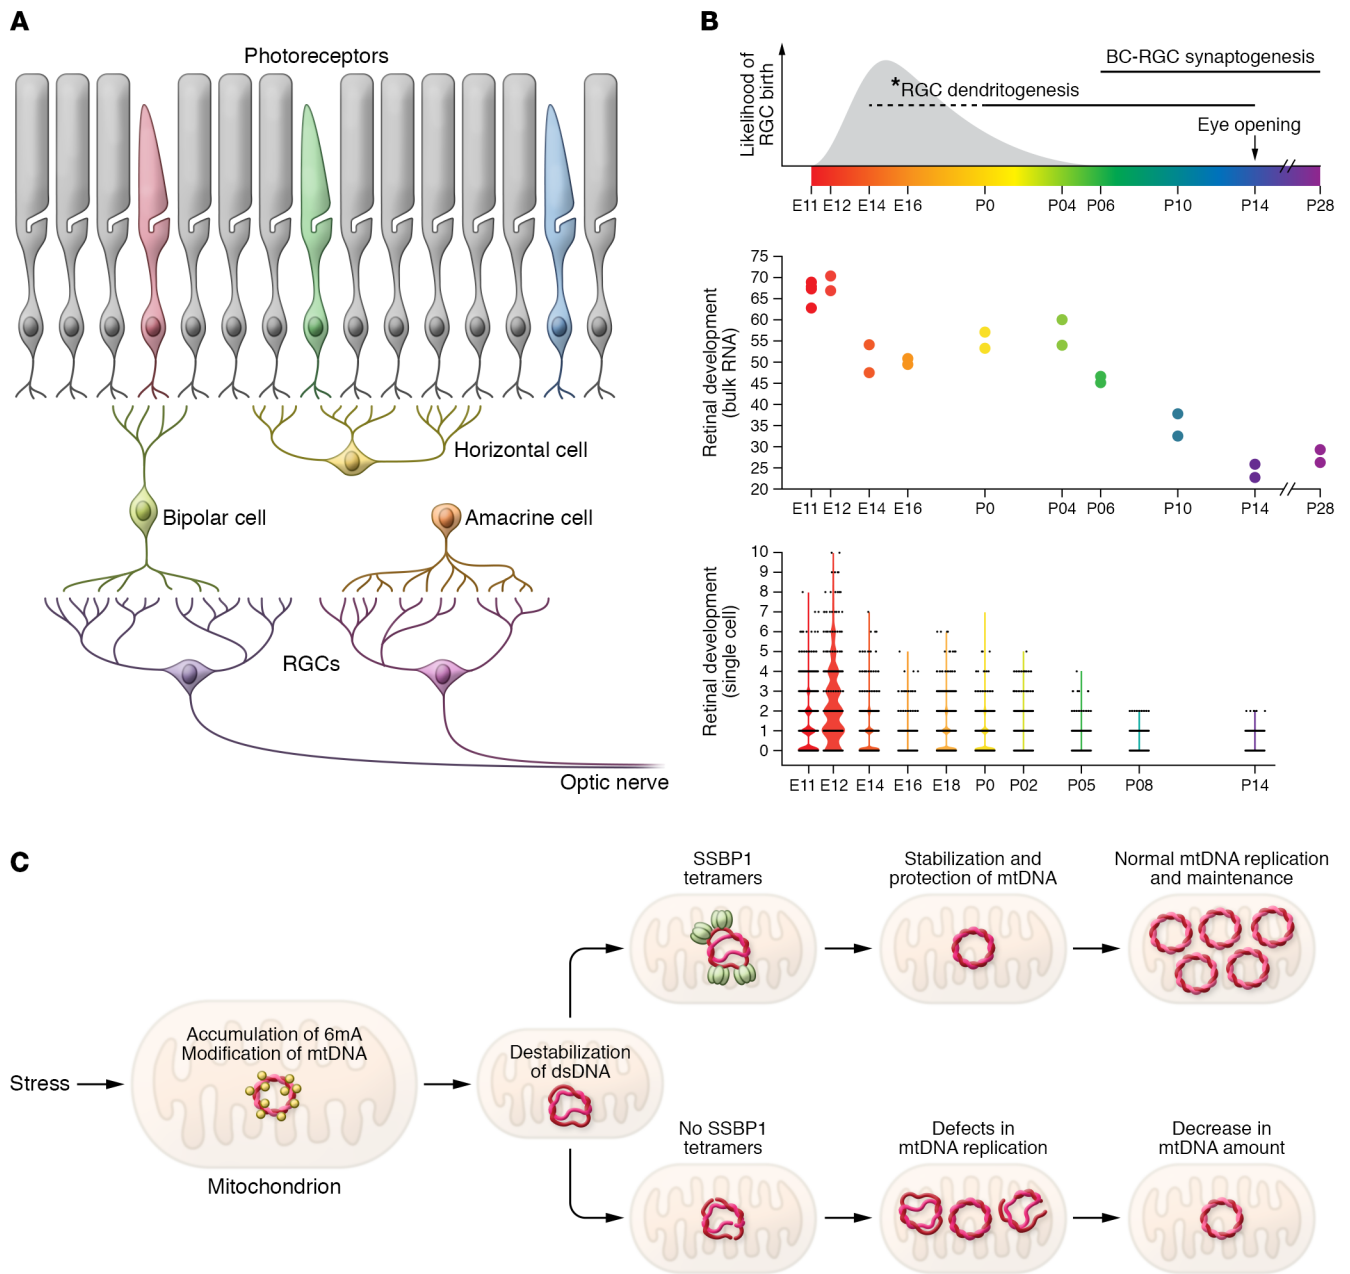 A
Photoreceptors
Horizontal cell
Bipolar cell
Amacrine cell
RGCs
Optic nerve
B
Likelihood of
RGC birth
BC-RGC synaptogenesis
*RGC dendritogenesis
Eye opening
E11 E12 E14 E16 P0 P04 P06 P10 P14 P28
Retinal development
(bulk RNA)
75
70
65
60
55
50
45
40
35
30
25
20
E11 E12 E14 E16 P0 P04 P06 P10 P14 P28
Retinal development
(single cell)
10
9
8
7
6
5
4
3
2
1
0
E11 E12 E14 E16 E18 P0 P02 P05 P08 P14
C
Stress
Accumulation of 6mA
Modification of mtDNA
Mitochondrion
Destabilization
of dsDNA
SSBP1
tetramers
Stabilization and
protection of mtDNA
Normal mtDNA replication
and maintenance
No SSBP1
tetramers
Defects in
mtDNA replication
Decrease in
mtDNA amount